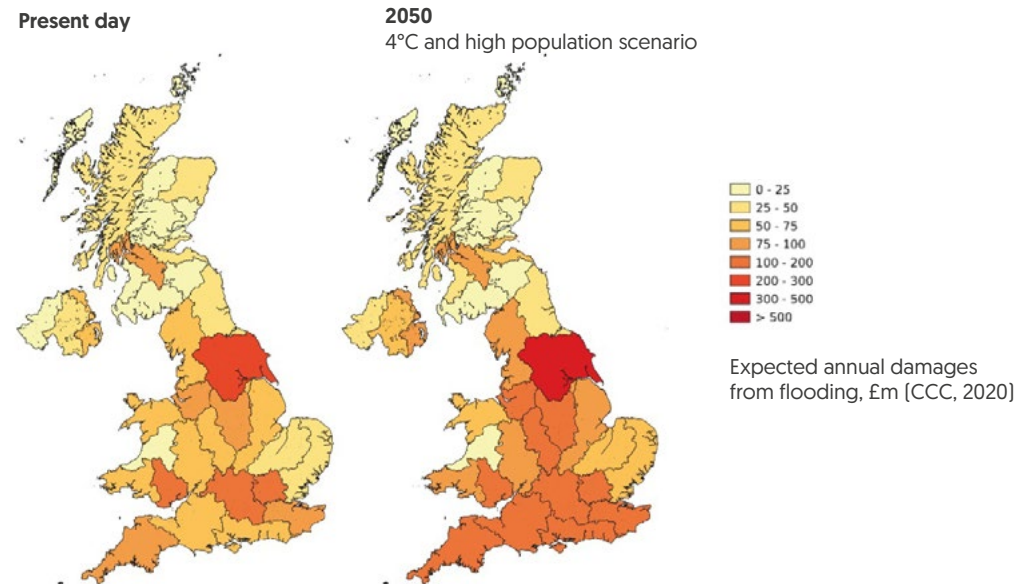 Present day
2050
4°C and high population scenario
0 - 25
25 - 50
50 - 75
75 - 100
100 - 200
200 - 300
300 - 500
> 500
Expected annual damages
from flooding, £m (CCC, 2020)